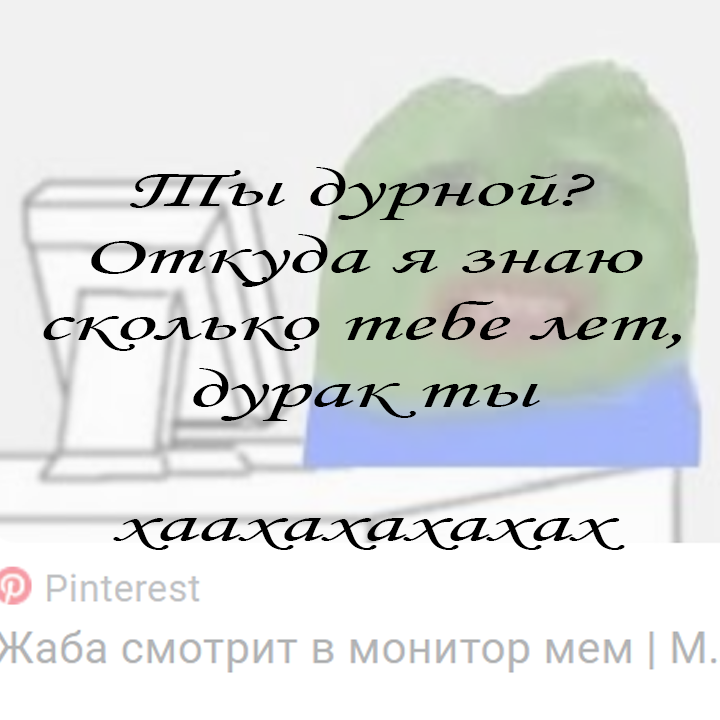 Ты дурной?
Откуда я знаю
сколько тебе лет,
дурак ты
хаахахахахах
Pinterest
Жаба смотрит в монитор мем | М.